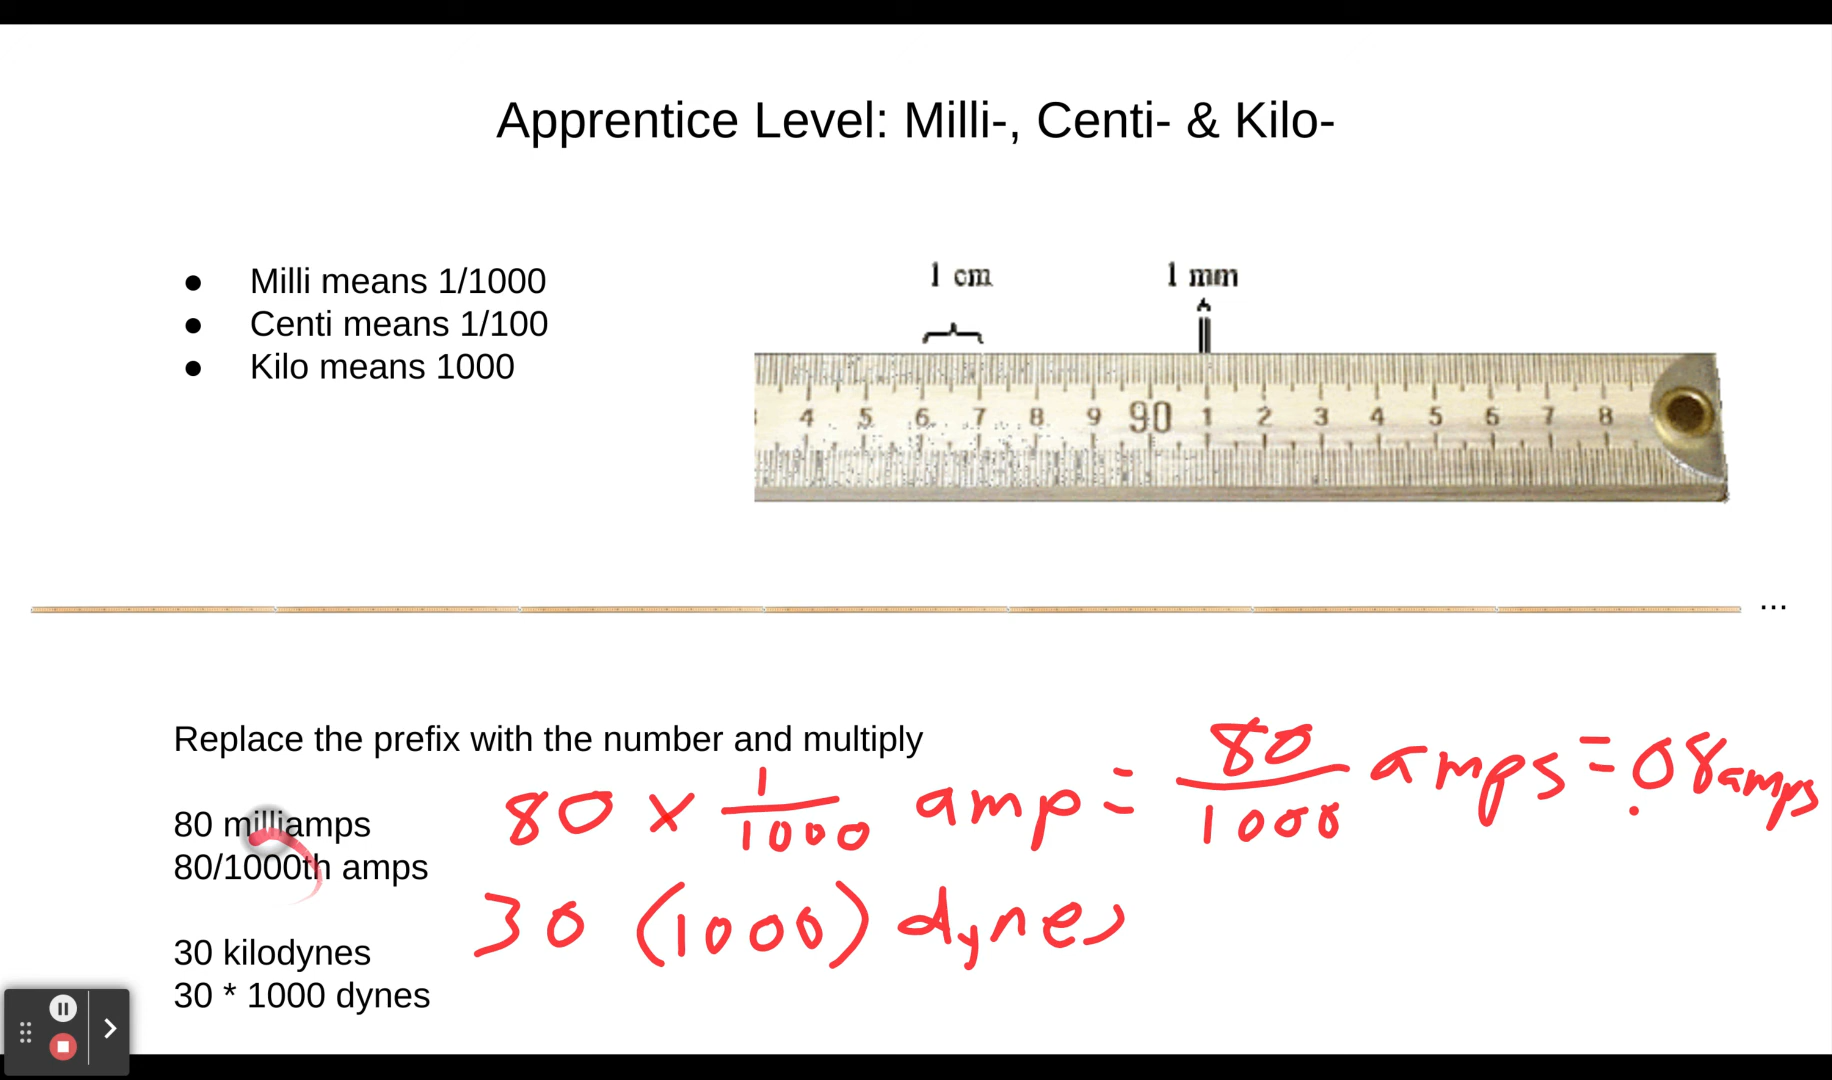 Apprentice Level: Milli-, Centi- & Kilo-
● Milli means 1/1000
● Centi means 1/100
● Kilo means 1000
1 cm 1 mm
4 5 6 7 8 9 90 1 2 3 4 5 6 7 8
...
Replace the prefix with the number and multiply
80 milliamps
80/1000th amps
80 × 1/1000 amp = 80/1000 amps = .08 amps
30 (1000) dynes
30 kilodynes
30 * 1000 dynes